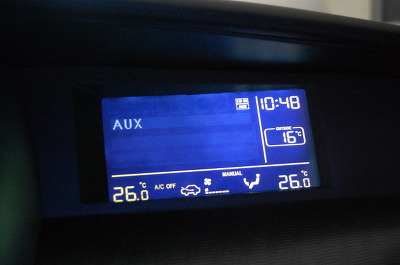 10:48
AUX
OUTSIDE
16°C
MANUAL
26.0°C
A/C OFF
26.0°C